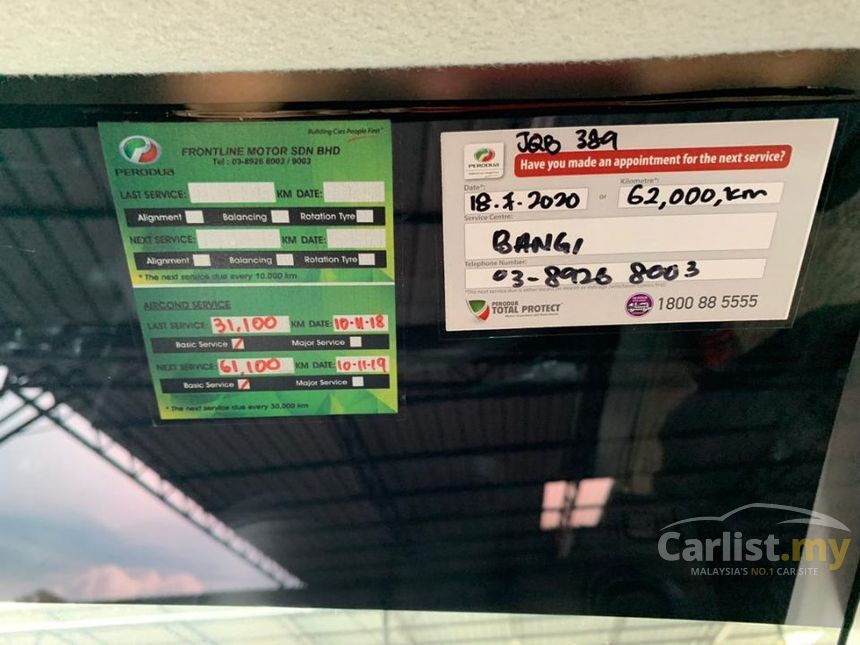 Building Cars People First
PERODUA
FRONTLINE MOTOR SDN BHD
Tel : 03-8926 8002 / 9003
LAST SERVICE: KM DATE:
Alignment Balancing Rotation Tyre
NEXT SERVICE: KM DATE:
Alignment Balancing Rotation Tyre
* The next service due every 10,000 km
AIRCOND SERVICE
LAST SERVICE: 31,100 KM DATE: 10-11-18
Basic Service Major Service
NEXT SERVICE: 61,100 KM DATE: 10-11-19
Basic Service Major Service
* The next service due every 30,000 km
JQB 389
PERODUA
Have you made an appointment for the next service?
Date*: Kilometre*:
18.7.2020 or 62,000,km
Service Centre:
BANGI
Telephone Number:
03-8926 8003
PERODUA
TOTAL PROTECT
1800 88 5555
Carlist.my
MALAYSIA'S NO.1 CAR SITE